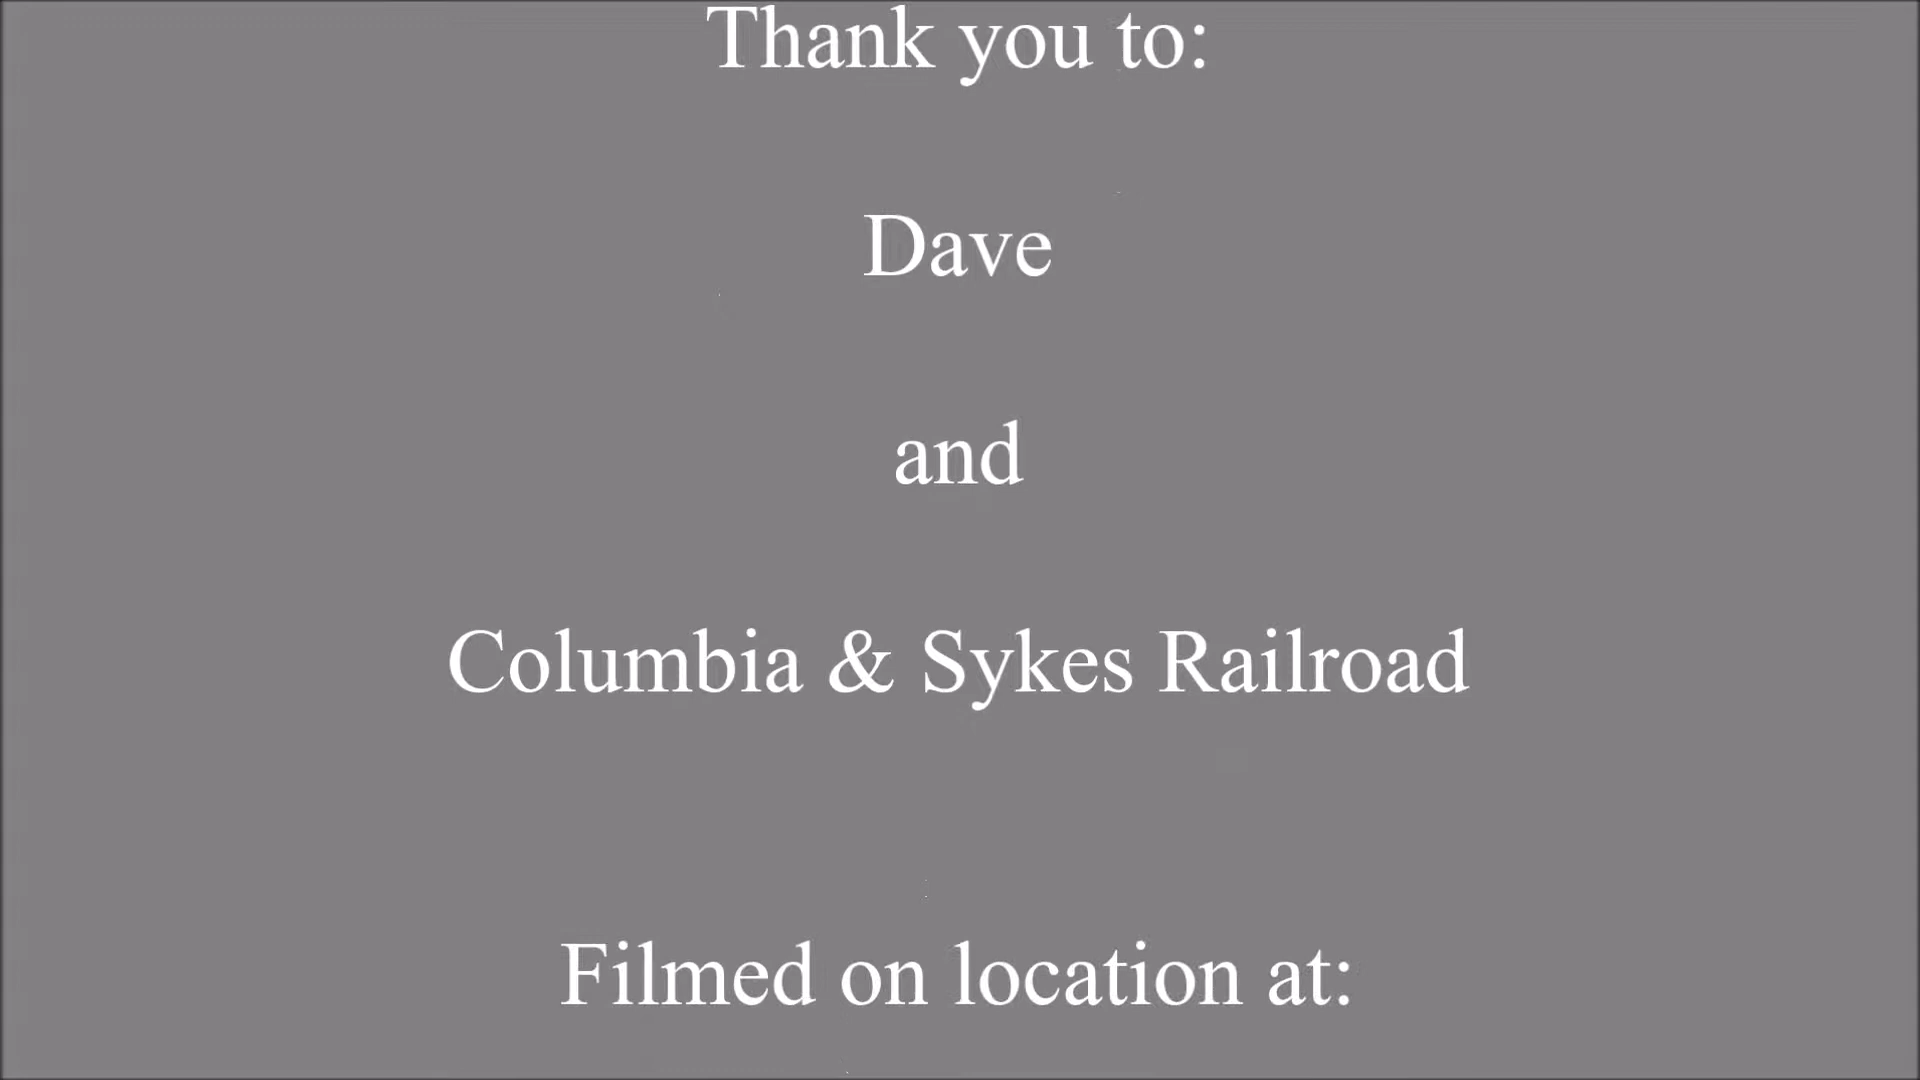 Thank you to:
Dave
and
Columbia & Sykes Railroad
Filmed on location at: